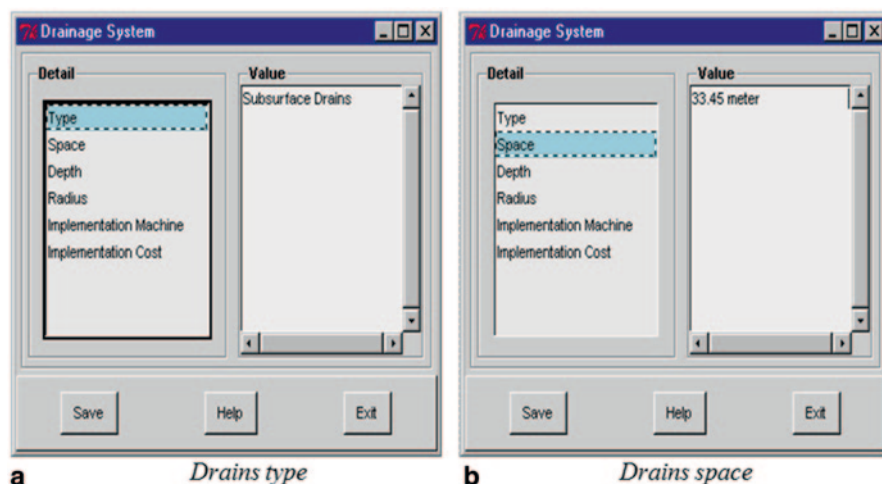 Drainage System
Detail
Value
Type
Space
Depth
Radius
Implementation Machine
Implementation Cost
Subsurface Drains
Save
Help
Exit
a
Drains type
Drainage System
Detail
Value
Type
Space
Depth
Radius
Implementation Machine
Implementation Cost
33.45 meter
Save
Help
Exit
b
Drains space